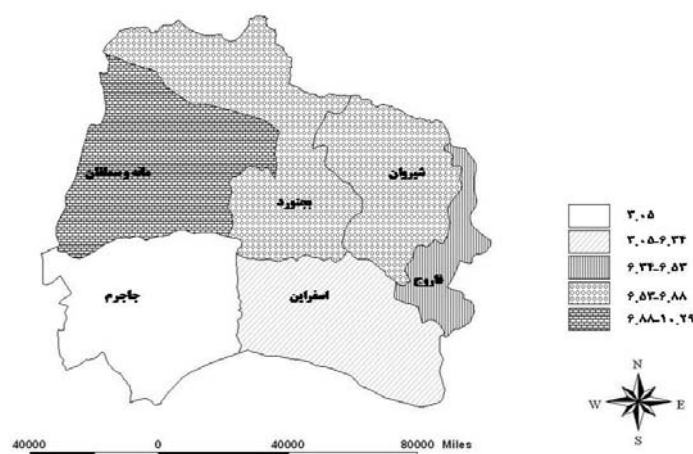 مانه و سملقان
شیروان
بجنورد
فاروج
جاجرم
اسفراین
۳.۰۵
۳.۰۵-۶.۳۴
۶.۳۴-۶.۵۳
۶.۵۳-۶.۸۸
۶.۸۸-۱۰.۲۹
N
W E
S
40000 0 40000 80000 Miles